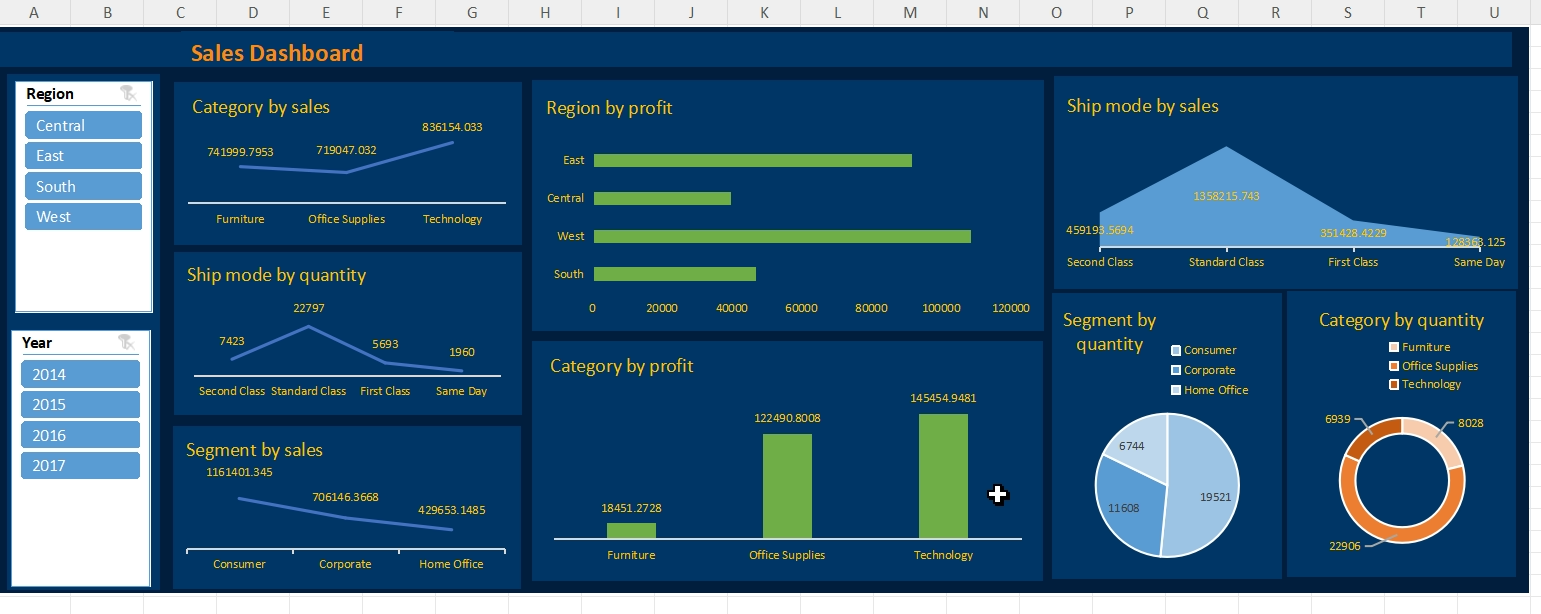 A B C D E F G H I J K L M N O P Q R S T U
Sales Dashboard
Region
Central
East
South
West
Year
2014
2015
2016
2017
Category by sales
741999.7953 719047.032 836154.033
Furniture Office Supplies Technology
Ship mode by quantity
7423 22797 5693 1960
Second Class Standard Class First Class Same Day
Segment by sales
1161401.345 706146.3668 429653.1485
Consumer Corporate Home Office
Region by profit
East
Central
West
South
0 20000 40000 60000 80000 100000 120000
Category by profit
18451.2728 122490.8008 145454.9481
Furniture Office Supplies Technology
Ship mode by sales
459193.5694 1358215.743 351428.4229 128363.125
Second Class Standard Class First Class Same Day
Segment by
quantity
Consumer
Corporate
Home Office
6744
19521
11608
Category by quantity
Furniture
Office Supplies
Technology
6939 8028
22906